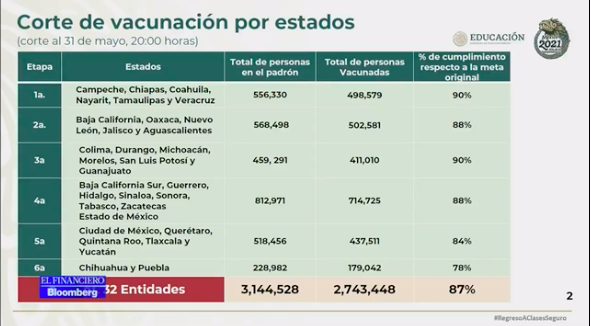 Corte de vacunación por estados
(corte al 31 de mayo, 20:00 horas)
EDUCACIÓN
2021
Etapa
Estados
Total de personas
en el padrón
Total de personas
Vacunadas
% de cumplimiento
respecto a la meta
original
1a.
Campeche, Chiapas, Coahuila,
Nayarit, Tamaulipas y Veracruz
556,330
498,579
90%
2a.
Baja California, Oaxaca, Nuevo
León, Jalisco y Aguascalientes
568,498
502,581
88%
3a
Colima, Durango, Michoacán,
Morelos, San Luis Potosí y
Guanajuato
459, 291
411,010
90%
4a
Baja California Sur, Guerrero,
Hidalgo, Sinaloa, Sonora,
Tabasco, Zacatecas
Estado de México
812,971
714,725
88%
5a
Ciudad de México, Querétaro,
Quintana Roo, Tlaxcala y
Yucatán
518,456
437,511
84%
6a
Chihuahua y Puebla
228,982
179,042
78%
EL FINANCIERO
Bloomberg
32 Entidades
3,144,528
2,743,448
87%
2
#RegresoAClasesSeguro